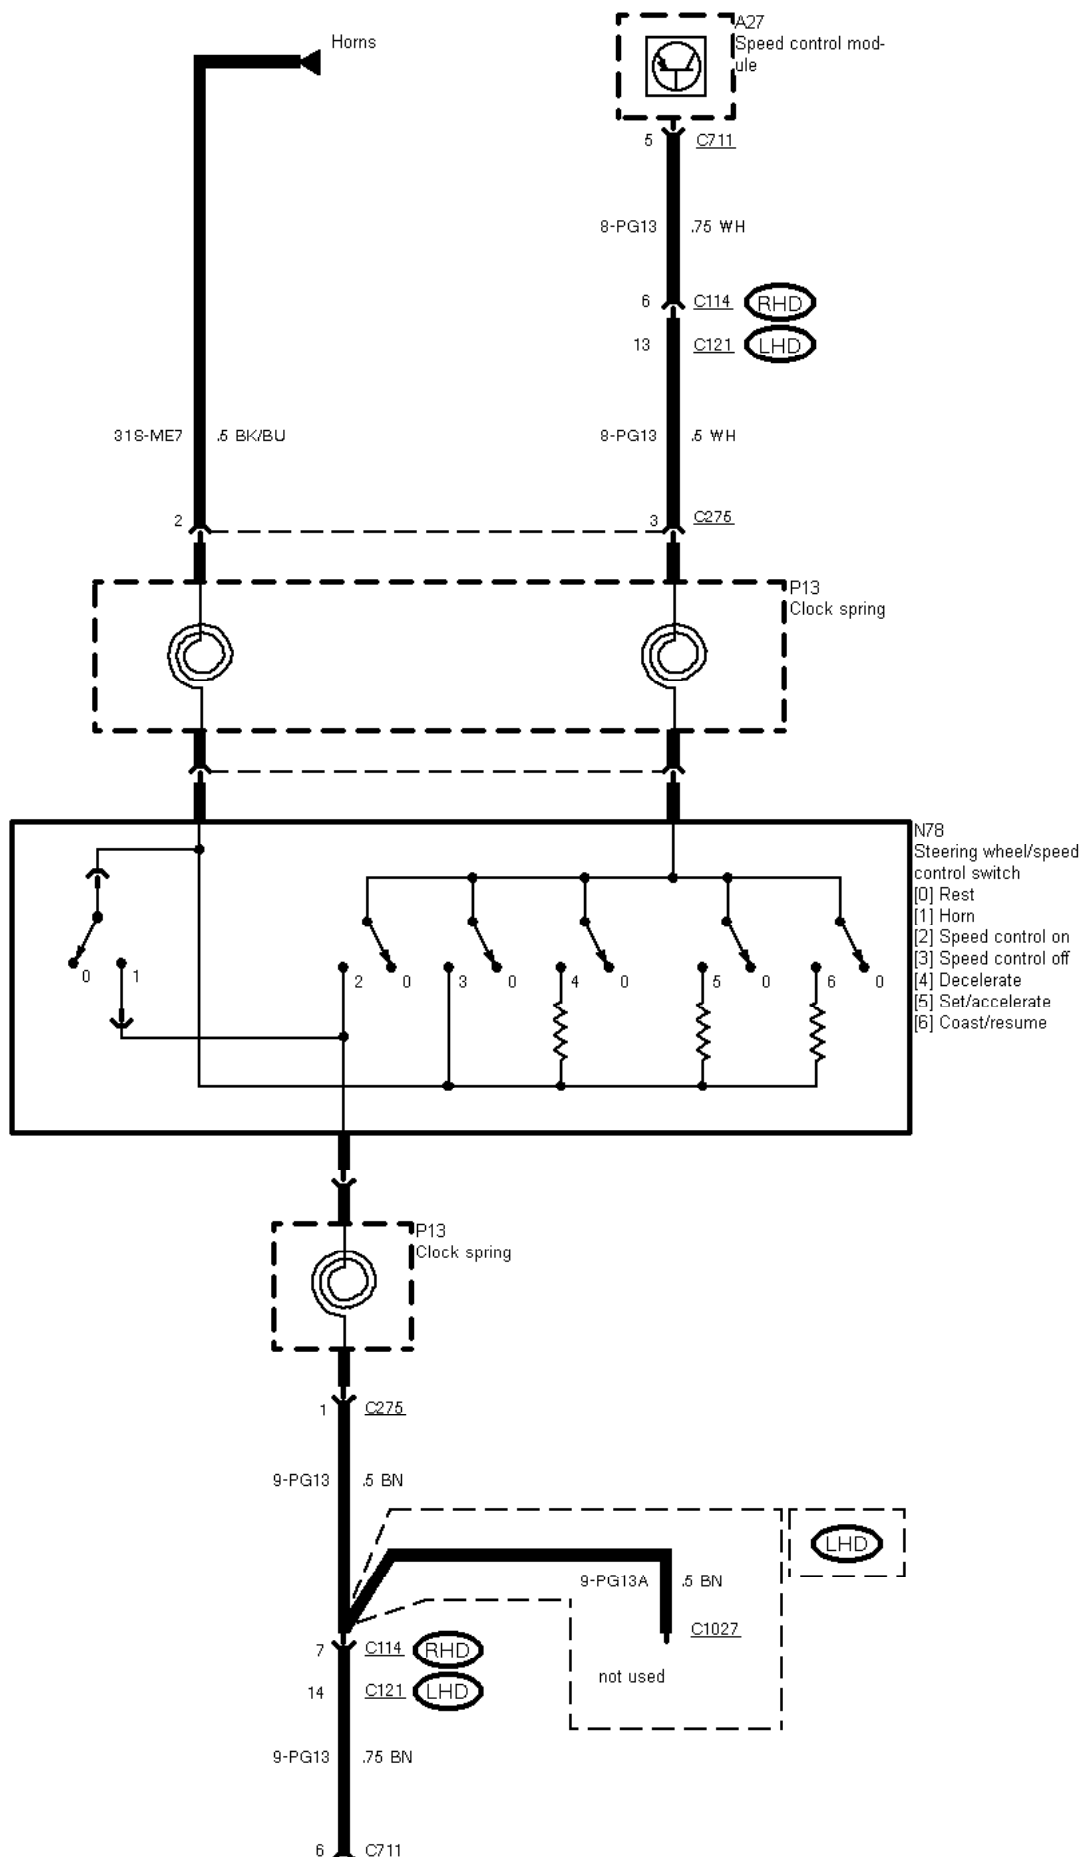 Horns
A27
Speed control mod-
ule
5 C711
8-PG13 .75 WH
6 C114 RHD
13 C121 LHD
31S-ME7 .5 BK/BU
8-PG13 .5 WH
2
3 C275
P13
Clock spring
N78
Steering wheel/speed
control switch
[0] Rest
[1] Horn
[2] Speed control on
[3] Speed control off
[4] Decelerate
[5] Set/accelerate
[6] Coast/resume
0 1 2 0 3 0 4 0 5 0 6 0
P13
Clock spring
1 C275
9-PG13 .5 BN
LHD
9-PG13A .5 BN
C1027
not used
7 C114 RHD
14 C121 LHD
9-PG13 .75 BN
6 C711